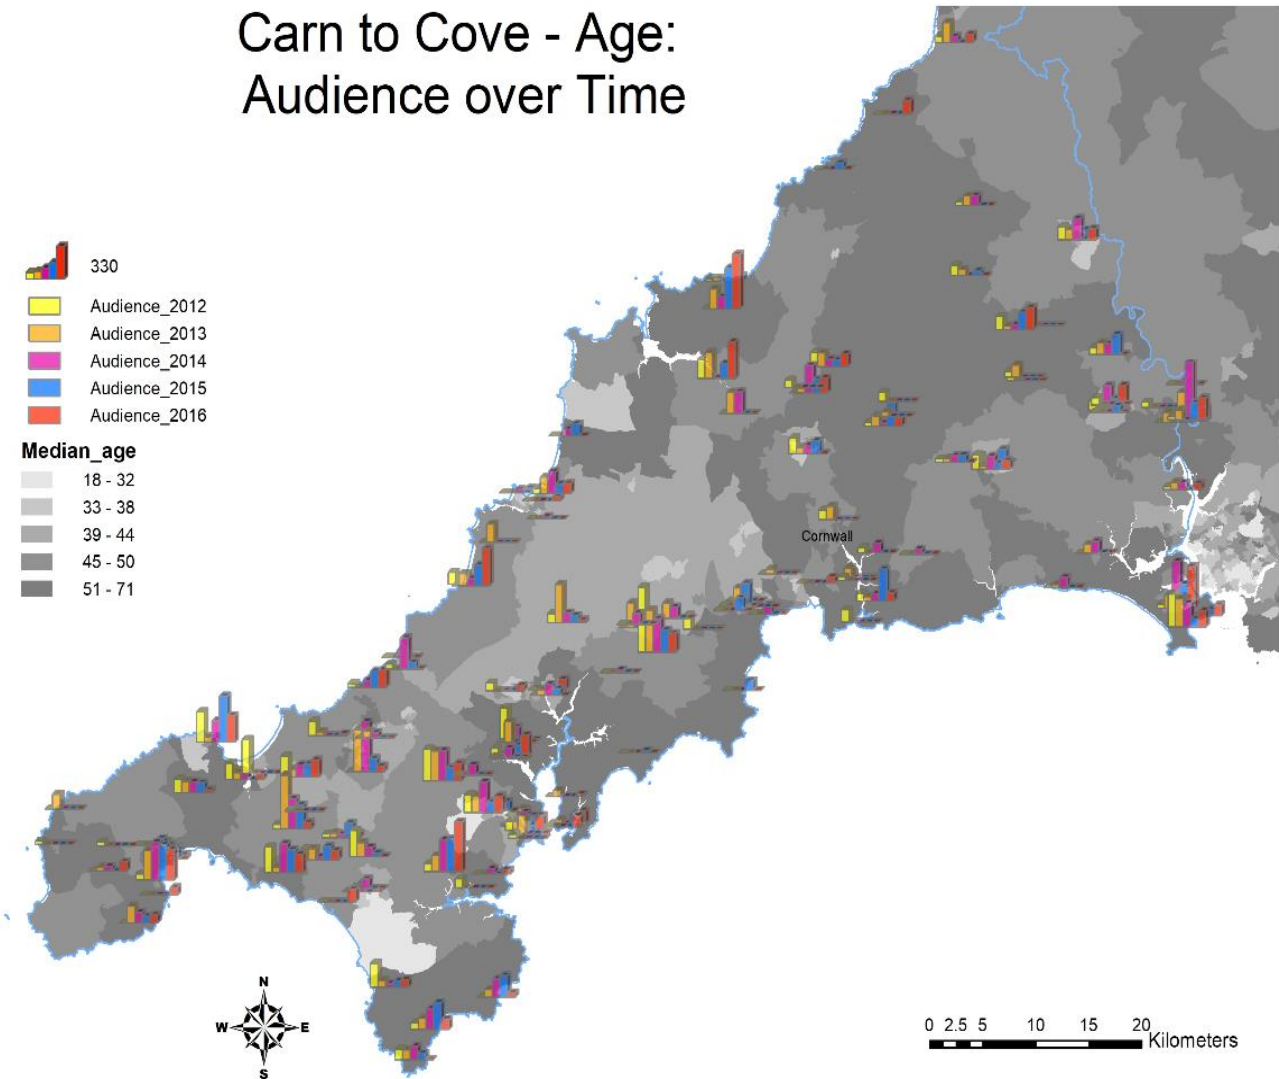 Carn to Cove - Age:
Audience over Time
330
Audience_2012
Audience_2013
Audience_2014
Audience_2015
Audience_2016
Median_age
18 - 32
33 - 38
39 - 44
45 - 50
51 - 71
Cornwall
N
W E
S
0 2.5 5 10 15 20
Kilometers